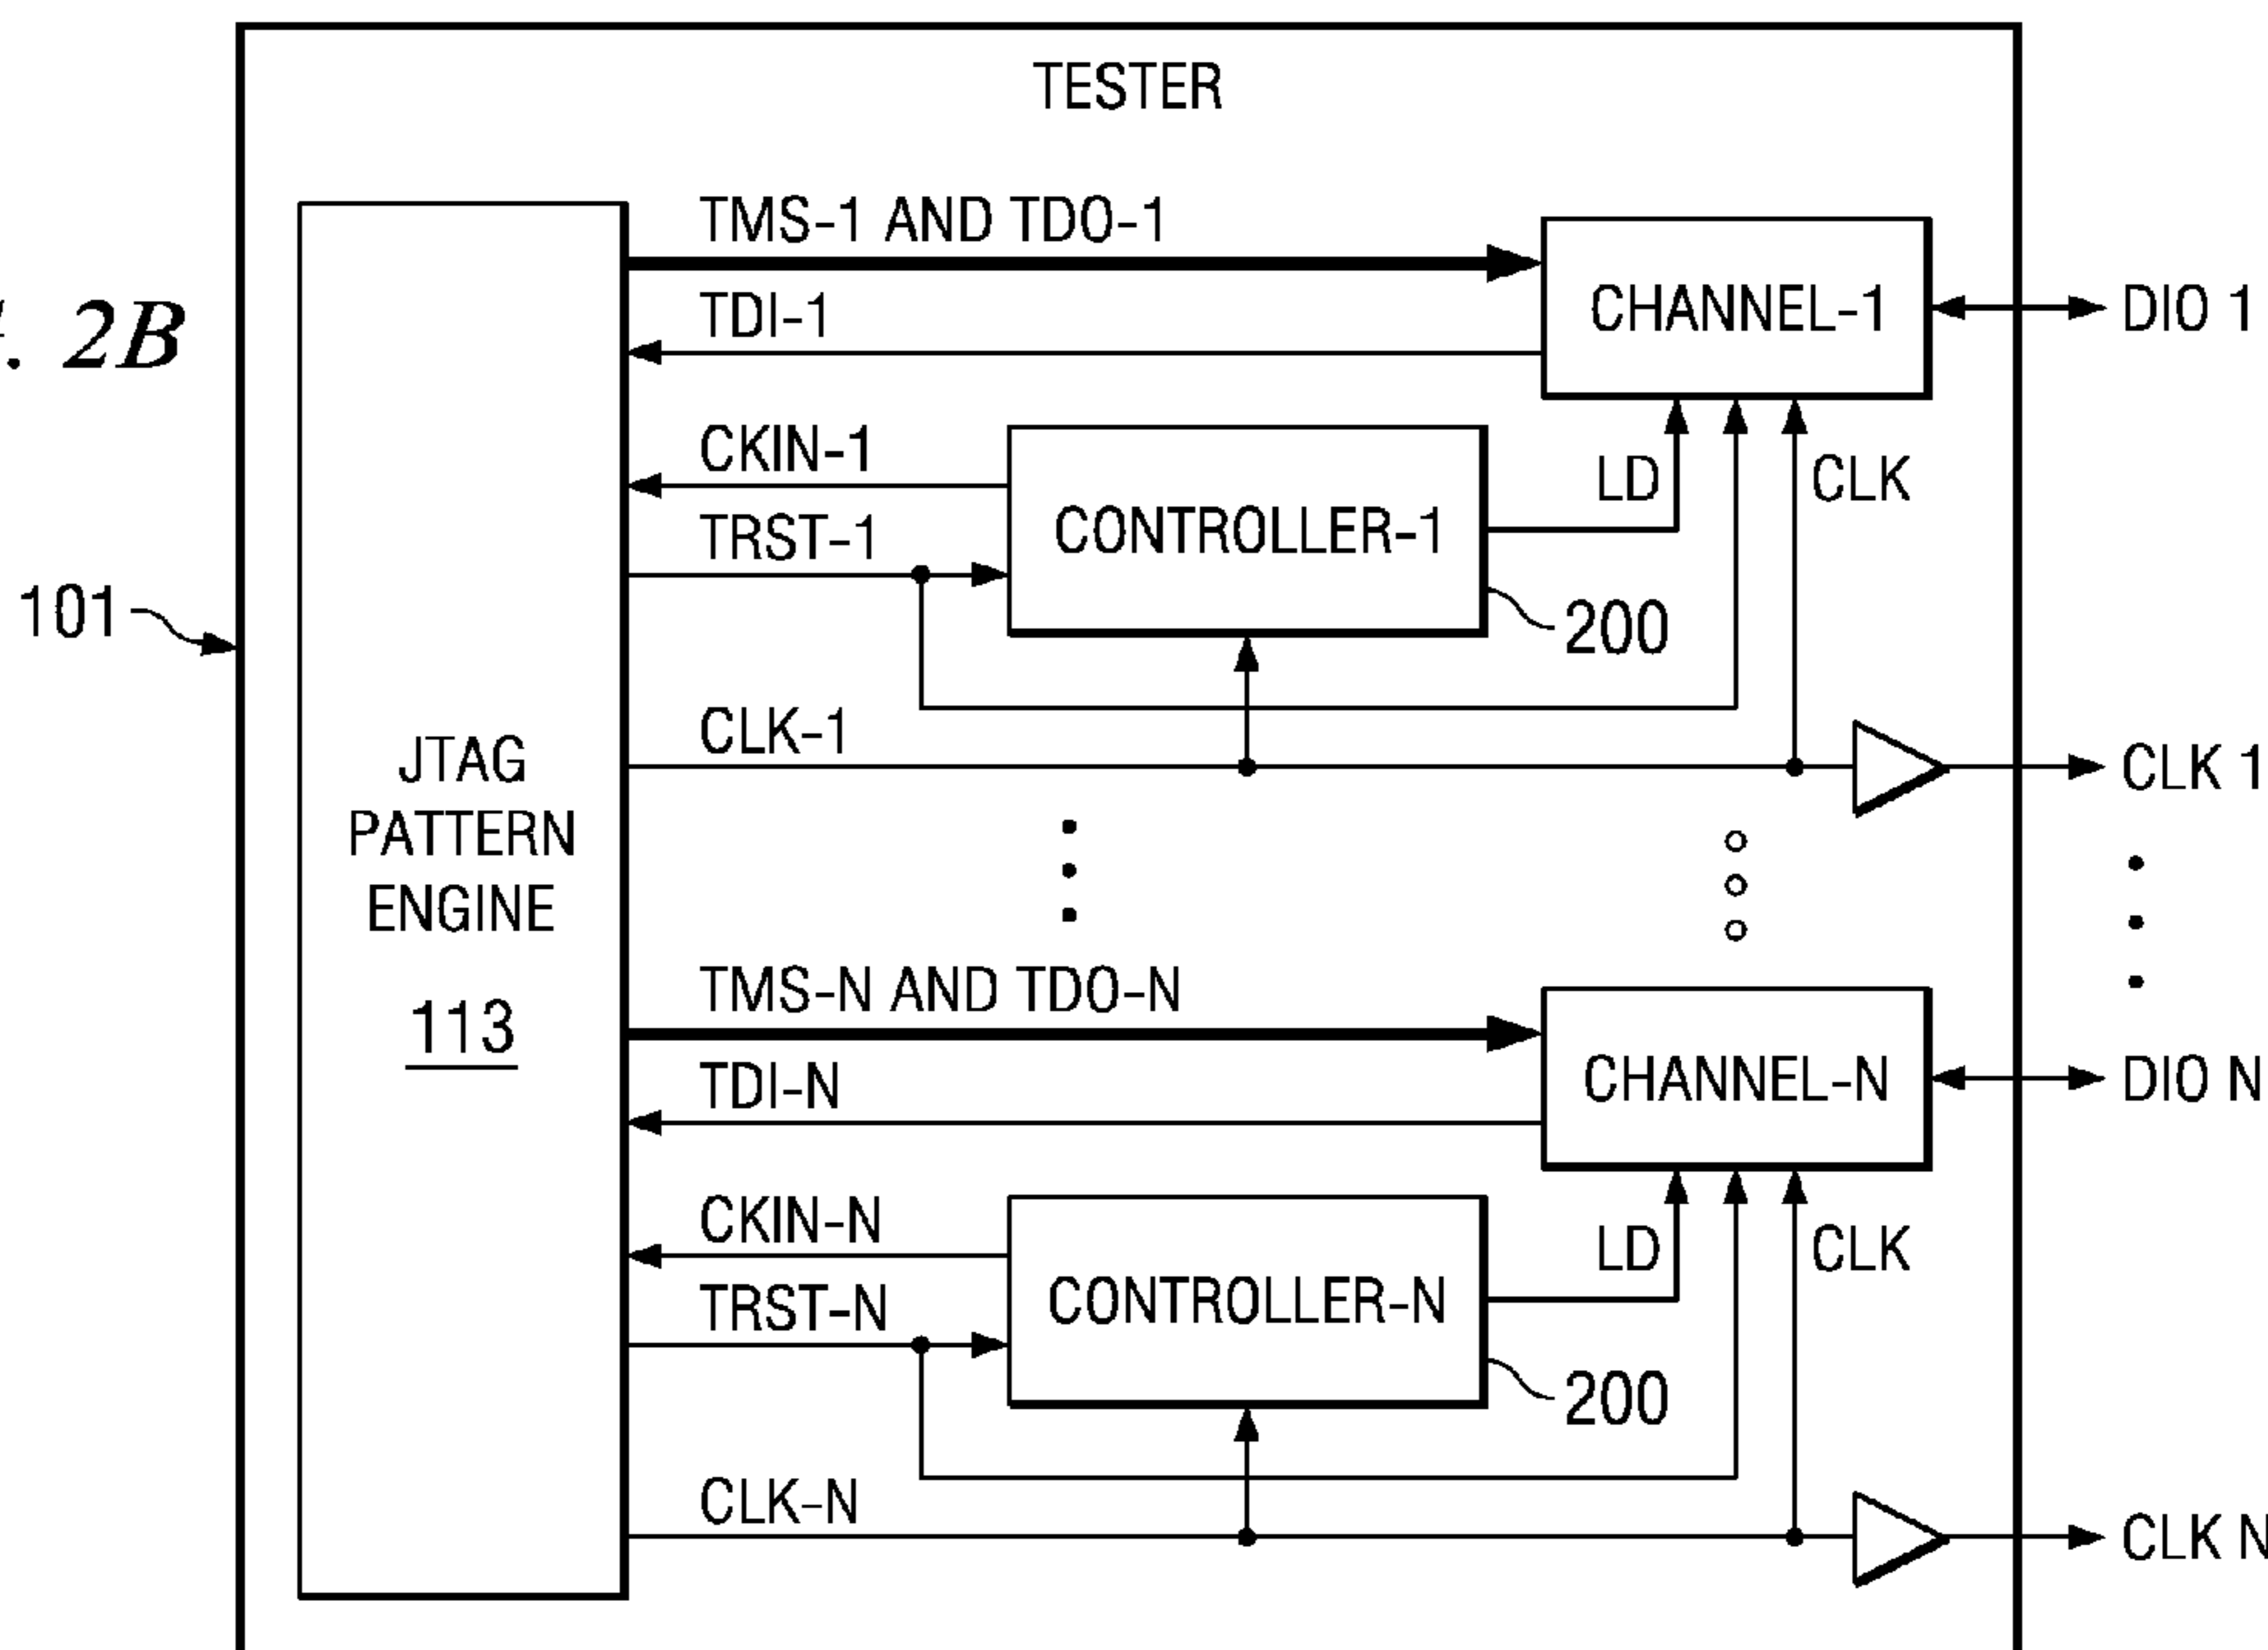 TESTER
. 2B
TMS-1 AND TDO-1
CHANNEL-1
DIO 1
TDI-1
CKIN-1
LD
CLK
TRST-1
CONTROLLER-1
200
101
CLK-1
CLK 1
JTAG
PATTERN
ENGINE
113
TMS-N AND TDO-N
CHANNEL-N
DIO N
TDI-N
CKIN-N
LD
CLK
TRST-N
CONTROLLER-N
200
CLK-N
CLK N